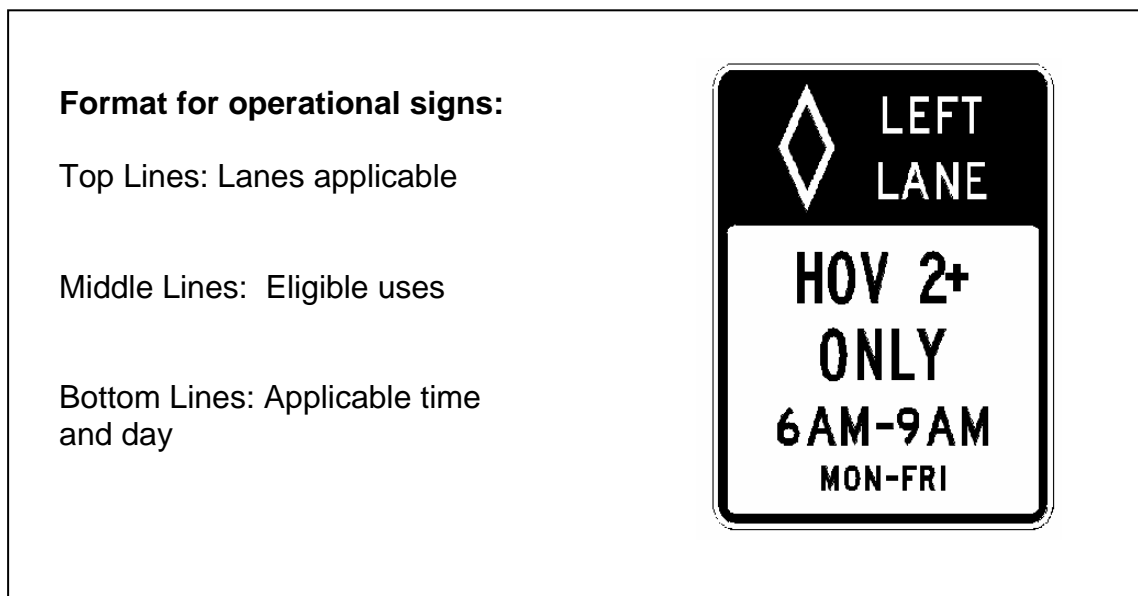 Format for operational signs:
Top Lines: Lanes applicable
Middle Lines:  Eligible uses
Bottom Lines: Applicable time
and day
LEFT
LANE
HOV 2+
ONLY
6AM-9AM
MON-FRI